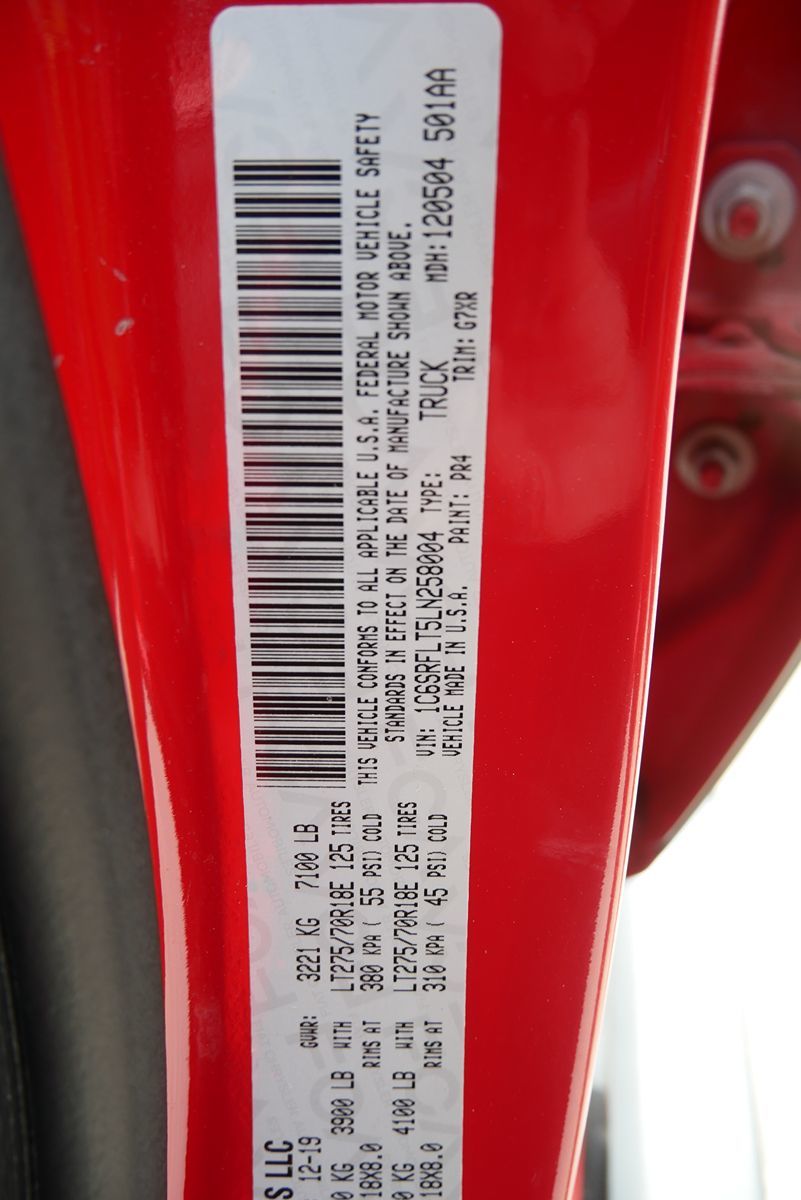 S LLC
12-19 GVWR: 3221 KG 7100 LB
0 KG 3900 LB WITH LT275/70R18E 125 TIRES
18X8.0 RIMS AT 380 KPA ( 55 PSI) COLD
0 KG 4100 LB WITH LT275/70R18E 125 TIRES
18X8.0 RIMS AT 310 KPA ( 45 PSI) COLD
THIS VEHICLE CONFORMS TO ALL APPLICABLE U.S.A. FEDERAL MOTOR VEHICLE SAFETY
STANDARDS IN EFFECT ON THE DATE OF MANUFACTURE SHOWN ABOVE.
VIN: 1C6SRFLT5LN258004 TYPE: TRUCK MDH: 120504 501AA
VEHICLE MADE IN U.S.A. PAINT: PR4 TRIM: G7XR